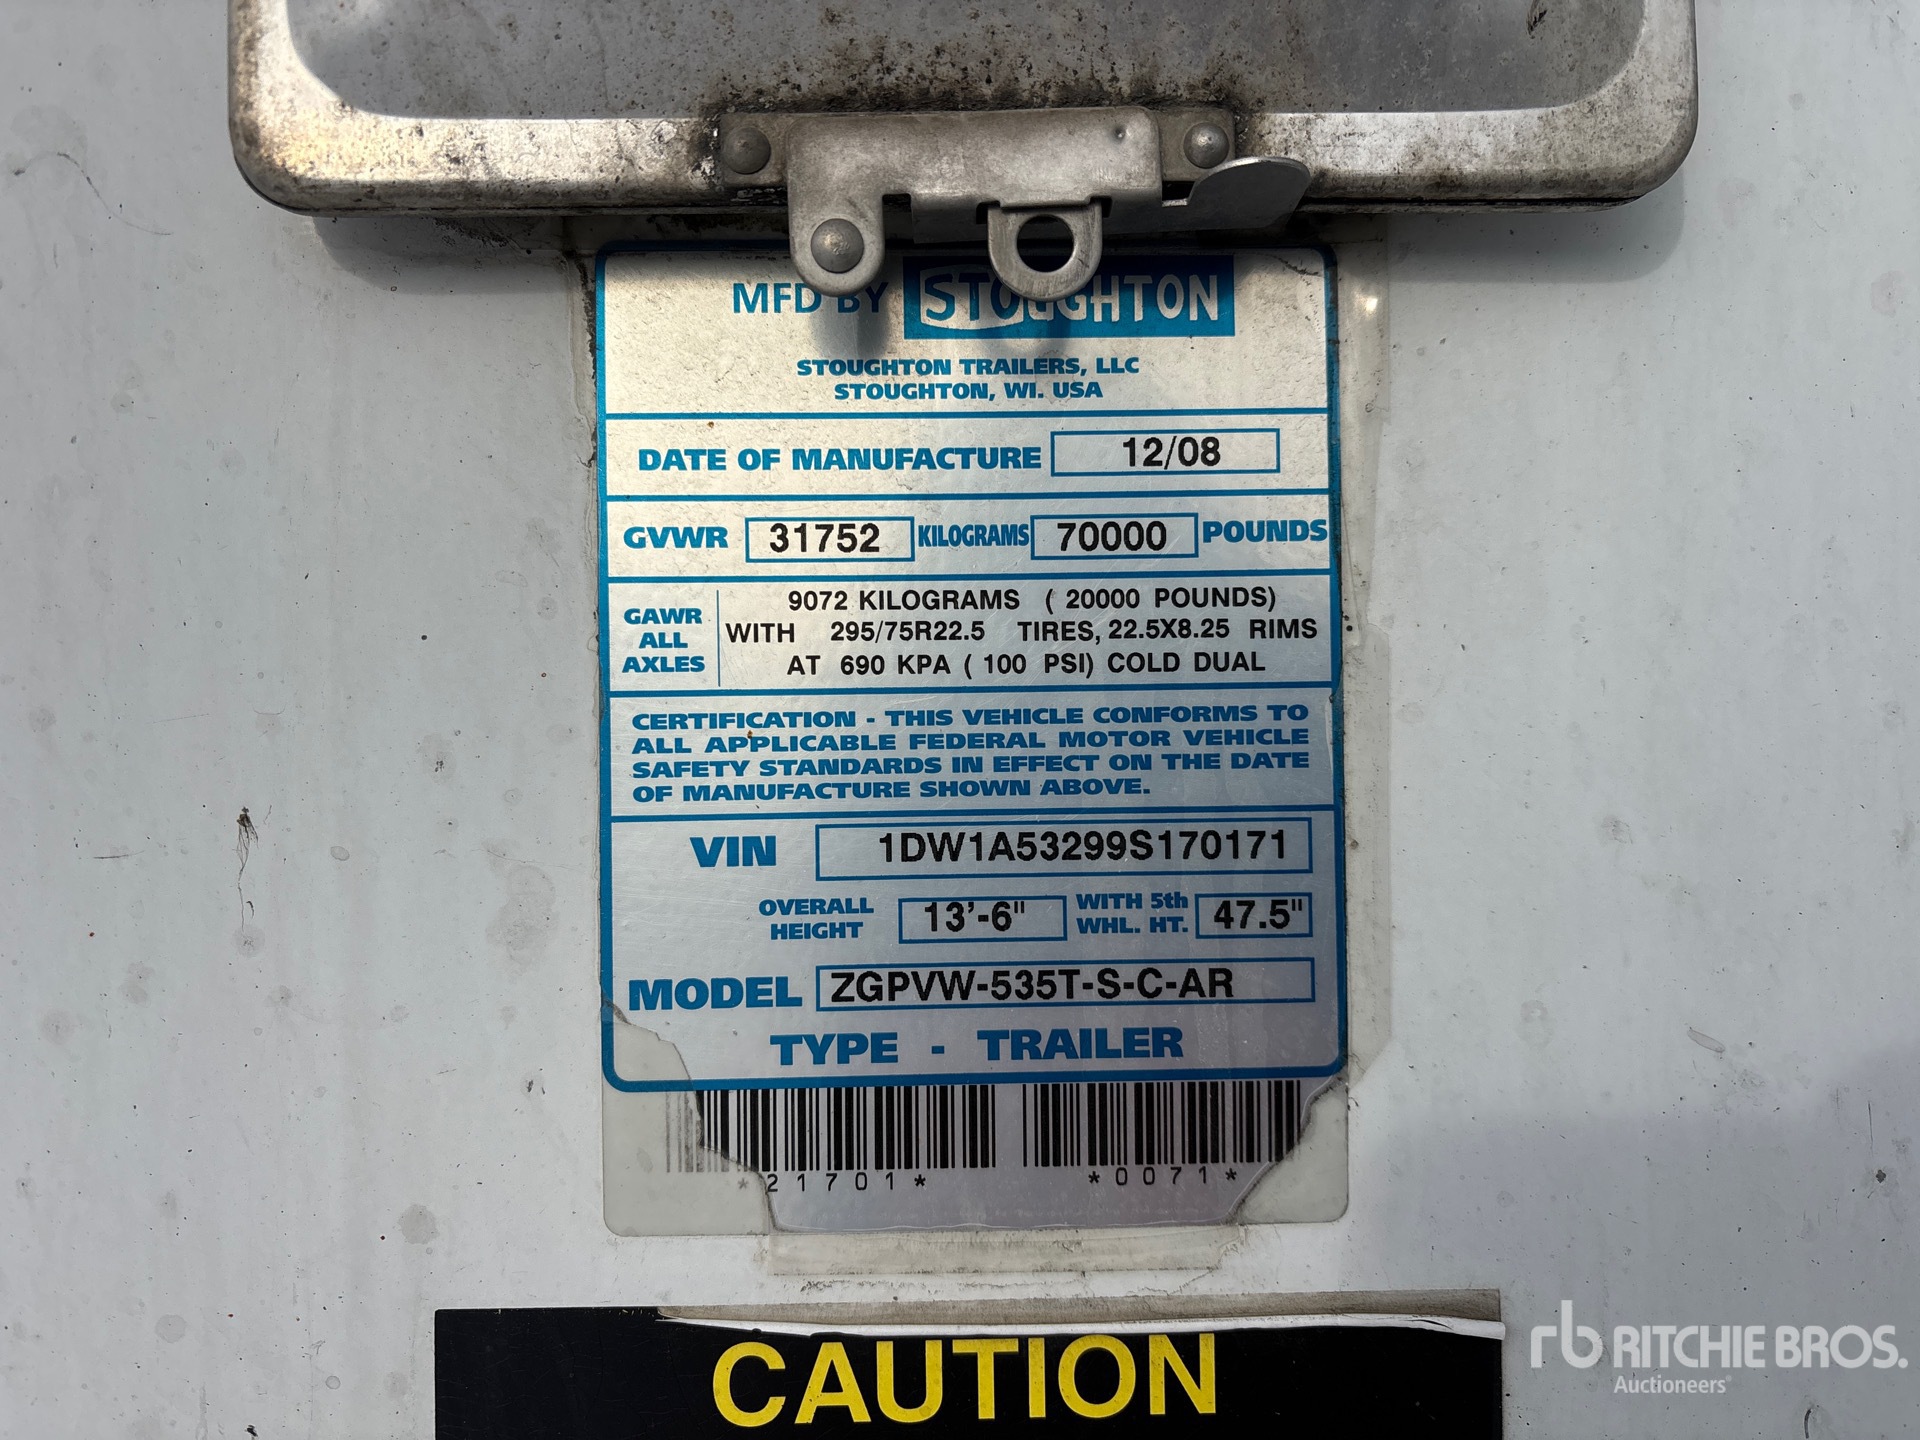 MFD BY STOUGHTON
STOUGHTON TRAILERS, LLC
STOUGHTON, WI. USA
DATE OF MANUFACTURE 12/08
GVWR 31752 KILOGRAMS 70000 POUNDS
GAWR ALL AXLES
9072 KILOGRAMS ( 20000 POUNDS)
WITH 295/75R22.5 TIRES, 22.5X8.25 RIMS
AT 690 KPA ( 100 PSI) COLD DUAL
CERTIFICATION - THIS VEHICLE CONFORMS TO
ALL APPLICABLE FEDERAL MOTOR VEHICLE
SAFETY STANDARDS IN EFFECT ON THE DATE
OF MANUFACTURE SHOWN ABOVE.
VIN 1DW1A53299S170171
OVERALL HEIGHT 13'-6" WITH 5th WHL. HT. 47.5"
MODEL ZGPVW-535T-S-C-AR
TYPE - TRAILER
*21701* *0071*
CAUTION
rb RITCHIE BROS.
Auctioneers